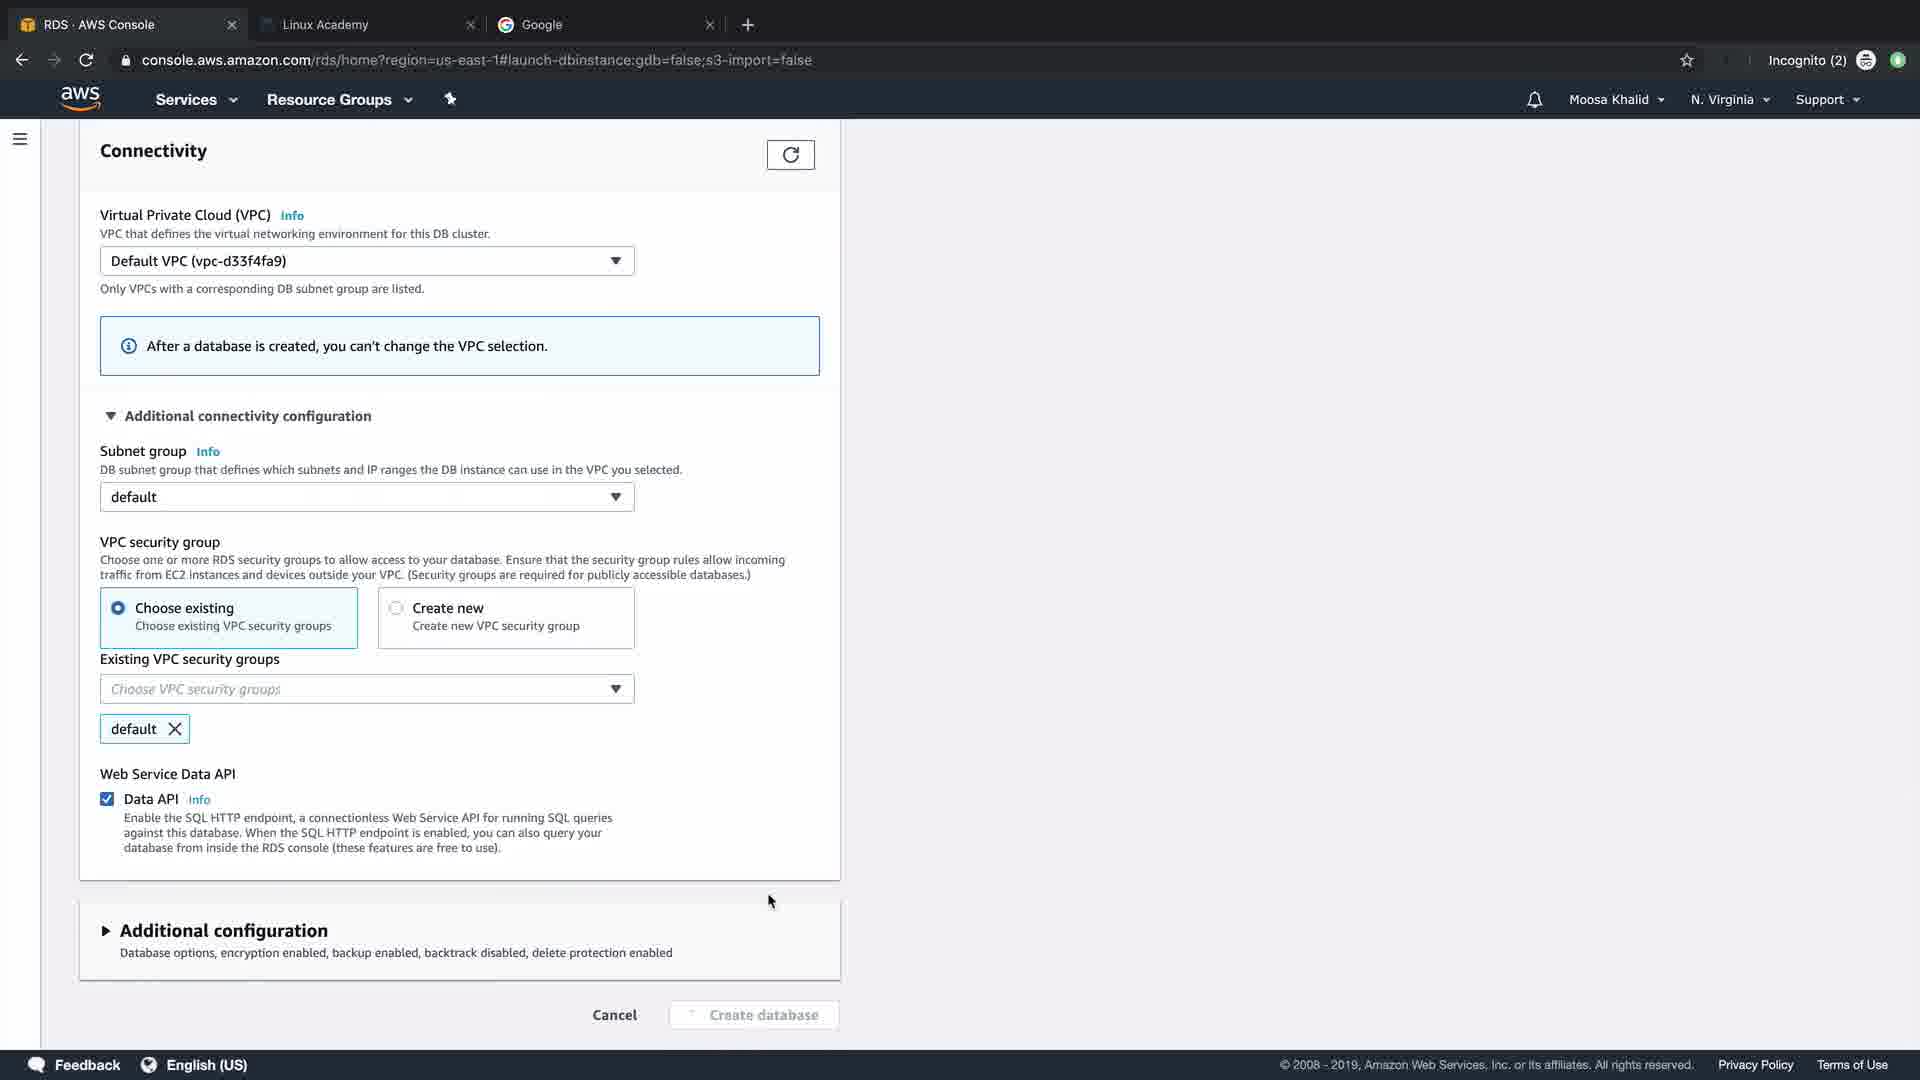 RDS · AWS Console
Linux Academy
Google
console.aws.amazon.com/rds/home?region=us-east-1#launch-dbinstance:gdb=false;s3-import=false
Incognito (2)
aws
Services
Resource Groups
Moosa Khalid
N. Virginia
Support
Connectivity
Virtual Private Cloud (VPC) Info
VPC that defines the virtual networking environment for this DB cluster.
Default VPC (vpc-d33f4fa9)
Only VPCs with a corresponding DB subnet group are listed.
After a database is created, you can't change the VPC selection.
Additional connectivity configuration
Subnet group Info
DB subnet group that defines which subnets and IP ranges the DB instance can use in the VPC you selected.
default
VPC security group
Choose one or more RDS security groups to allow access to your database. Ensure that the security group rules allow incoming
traffic from EC2 instances and devices outside your VPC. (Security groups are required for publicly accessible databases.)
Choose existing
Choose existing VPC security groups
Create new
Create new VPC security group
Existing VPC security groups
Choose VPC security groups
default
Web Service Data API
Data API Info
Enable the SQL HTTP endpoint, a connectionless Web Service API for running SQL queries
against this database. When the SQL HTTP endpoint is enabled, you can also query your
database from inside the RDS console (these features are free to use).
Additional configuration
Database options, encryption enabled, backup enabled, backtrack disabled, delete protection enabled
Cancel
Create database
Feedback
English (US)
© 2008 - 2019, Amazon Web Services, Inc. or its affiliates. All rights reserved.
Privacy Policy
Terms of Use